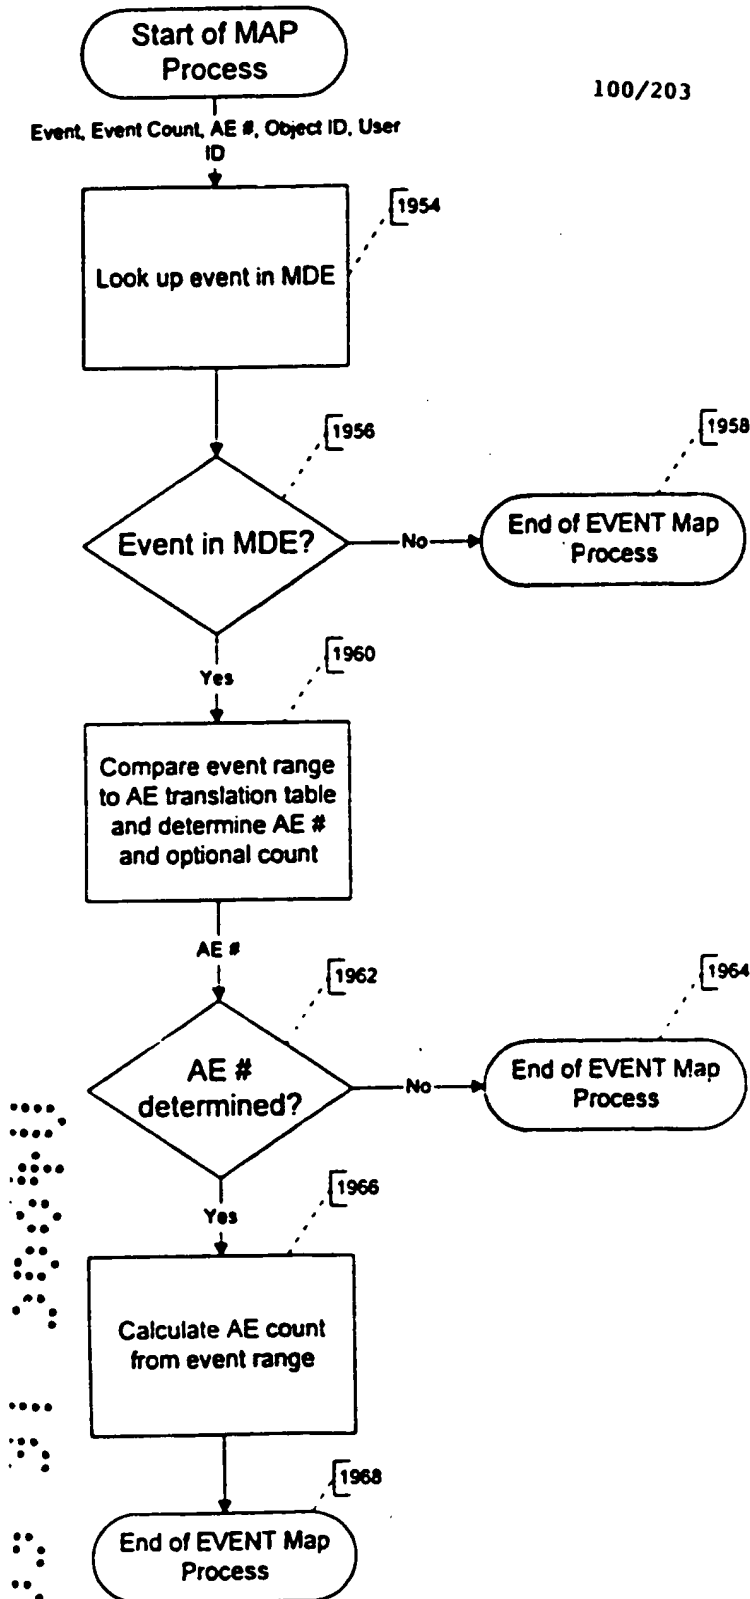 Start of MAP
Process
100/203
Event, Event Count, AE #, Object ID, User
ID
1954
Look up event in MDE
1956
1958
Event in MDE?
No
End of EVENT Map
Process
Yes
1960
Compare event range
to AE translation table
and determine AE #
and optional count
AE #
1962
1964
AE #
determined?
No
End of EVENT Map
Process
Yes
1966
Calculate AE count
from event range
1968
End of EVENT Map
Process